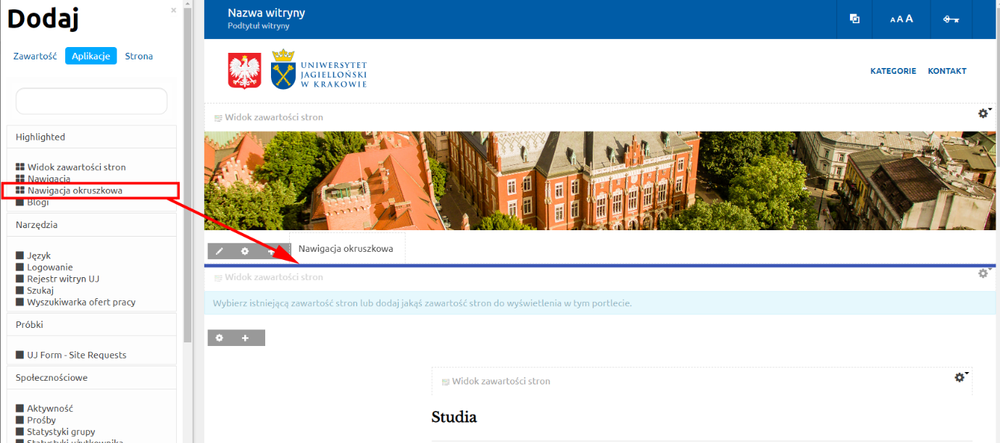 Dodaj
×
Zawartość Aplikacje Strona
Highlighted
Widok zawartości stron
Nawigacja
Nawigacja okruszkowa
Blogi
Narzędzia
Język
Logowanie
Rejestr witryn UJ
Szukaj
Wyszukiwarka ofert pracy
Próbki
UJ Form - Site Requests
Społecznościowe
Aktywność
Prośby
Statystyki grupy
Statystyki użytkownika
Nazwa witryny
Podtytuł witryny
A A A
UNIWERSYTET
JAGIELLOŃSKI
W KRAKOWIE
KATEGORIE KONTAKT
Widok zawartości stron
Nawigacja okruszkowa
Widok zawartości stron
Wybierz istniejącą zawartość stron lub dodaj jakąś zawartość stron do wyświetlenia w tym portlecie.
Widok zawartości stron
Studia